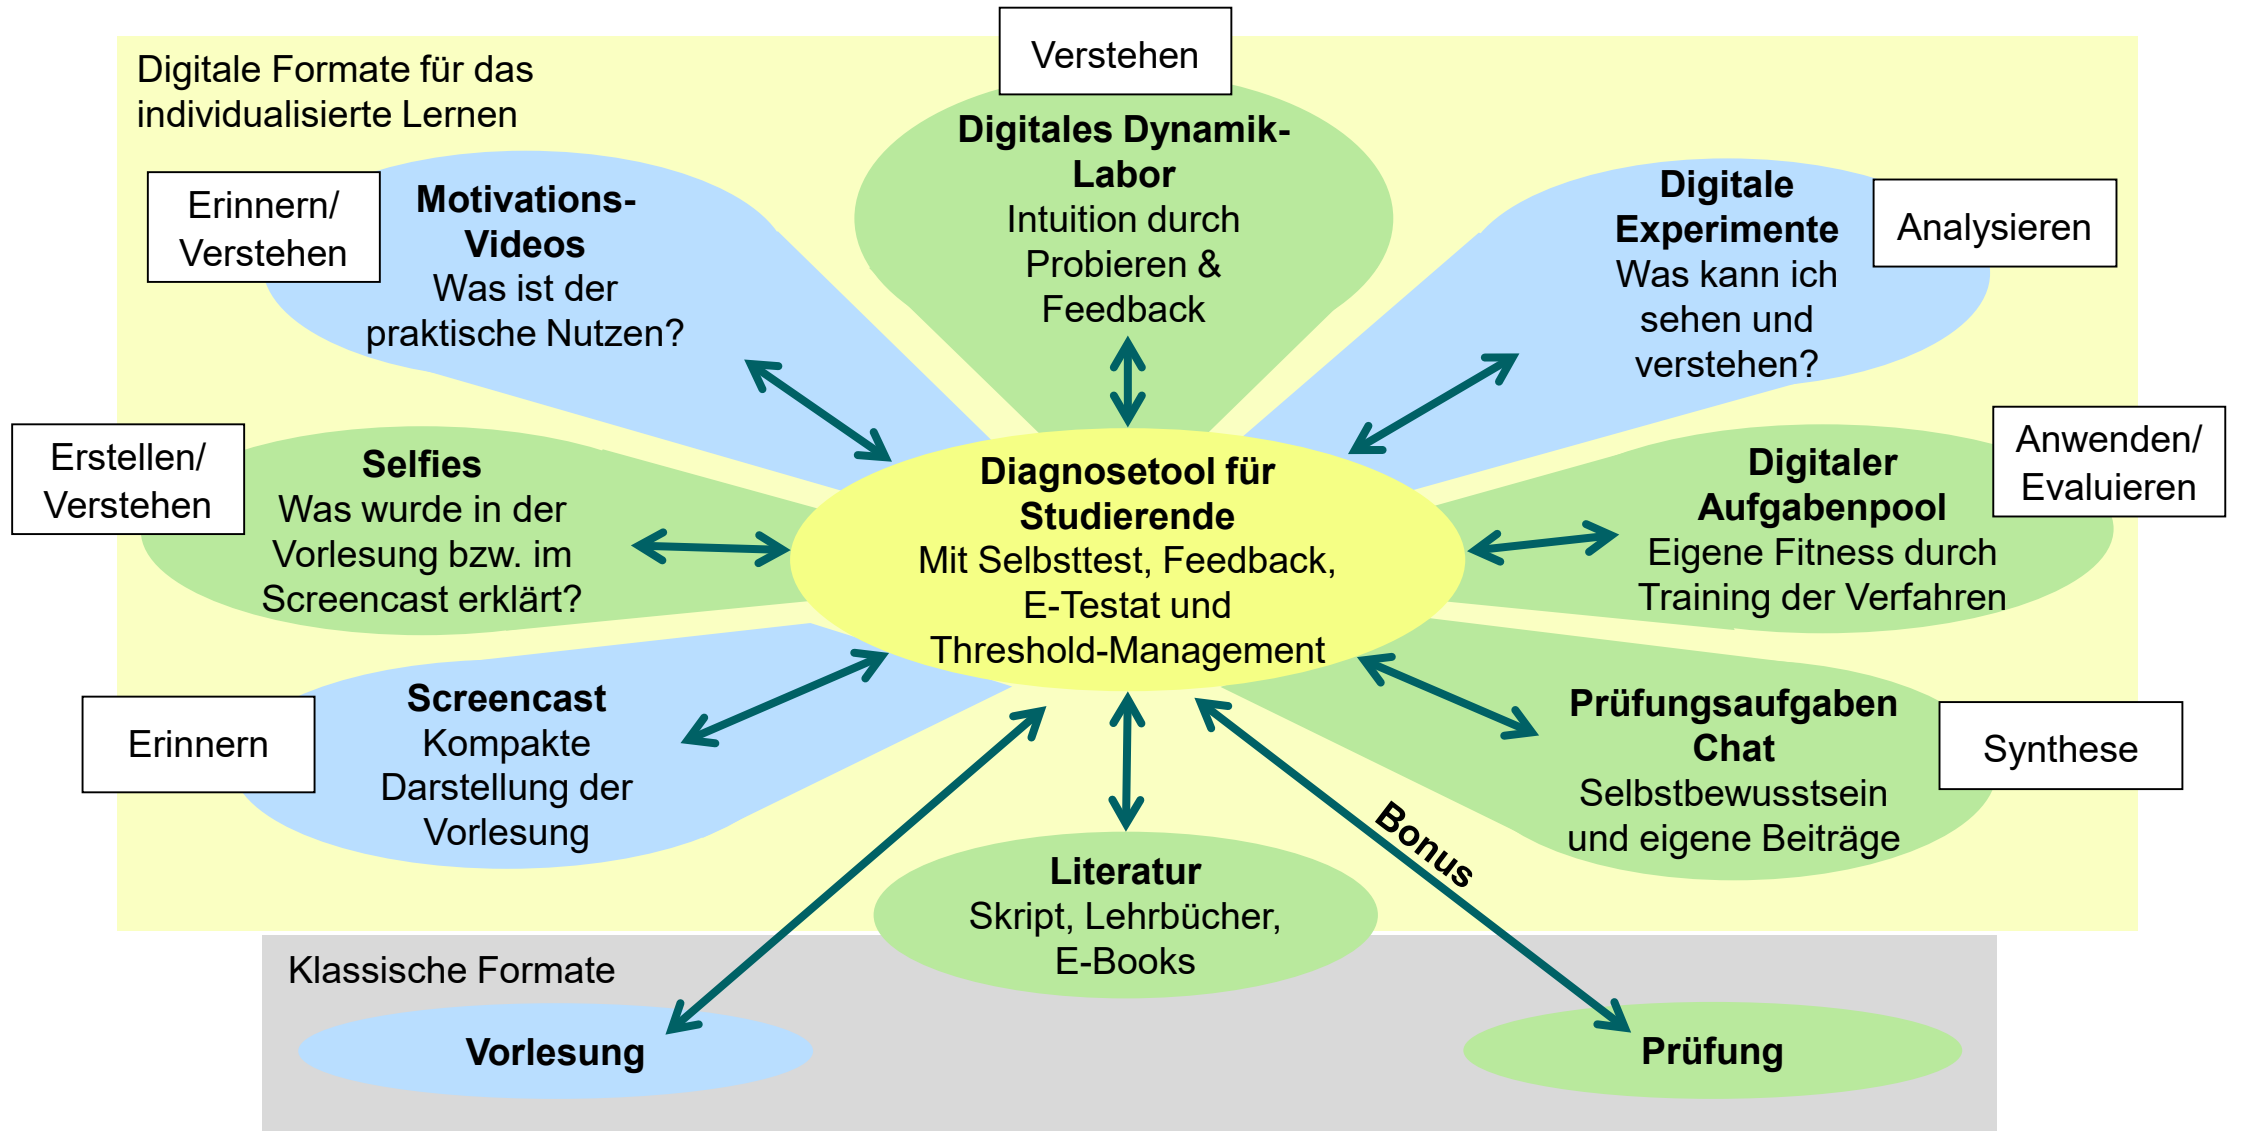 Verstehen
Digitale Formate für das
individualisierte Lernen
Digitales Dynamik-
Labor
Intuition durch
Probieren &
Feedback
Erinnern/
Verstehen
Motivations-
Videos
Was ist der
praktische Nutzen?
Digitale
Experimente
Was kann ich
sehen und
verstehen?
Analysieren
Erstellen/
Verstehen
Selfies
Was wurde in der
Vorlesung bzw. im
Screencast erklärt?
Diagnosetool für
Studierende
Mit Selbsttest, Feedback,
E-Testat und
Threshold-Management
Digitaler
Aufgabenpool
Eigene Fitness durch
Training der Verfahren
Anwenden/
Evaluieren
Erinnern
Screencast
Kompakte
Darstellung der
Vorlesung
Prüfungsaufgaben
Chat
Selbstbewusstsein
und eigene Beiträge
Synthese
Bonus
Literatur
Skript, Lehrbücher,
E-Books
Klassische Formate
Vorlesung
Prüfung